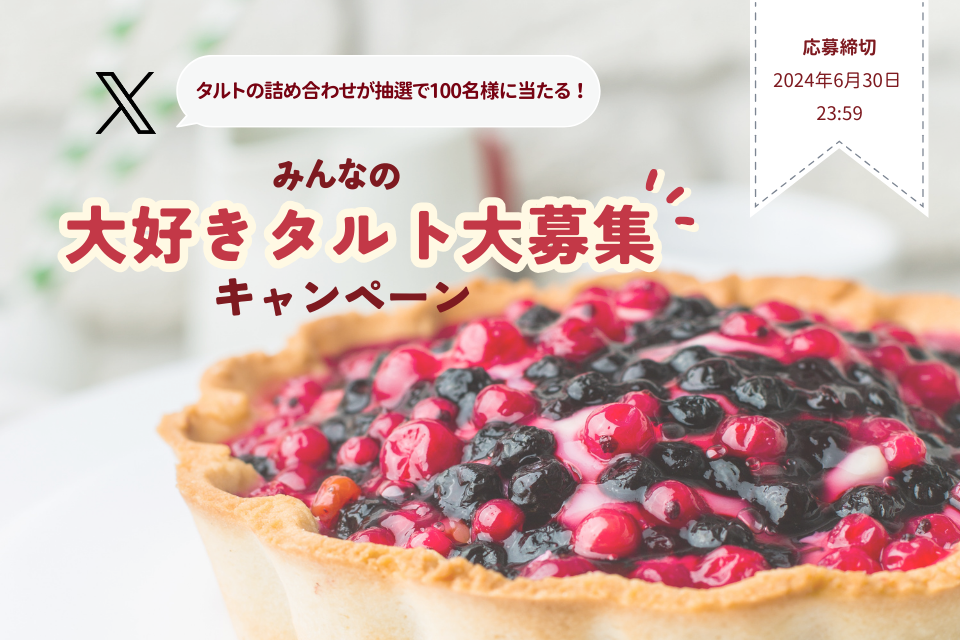 タルトの詰め合わせが抽選で100名様に当たる！
応募締切
2024年6月30日
23:59
みんなの
大好きタルト大募集
キャンペーン